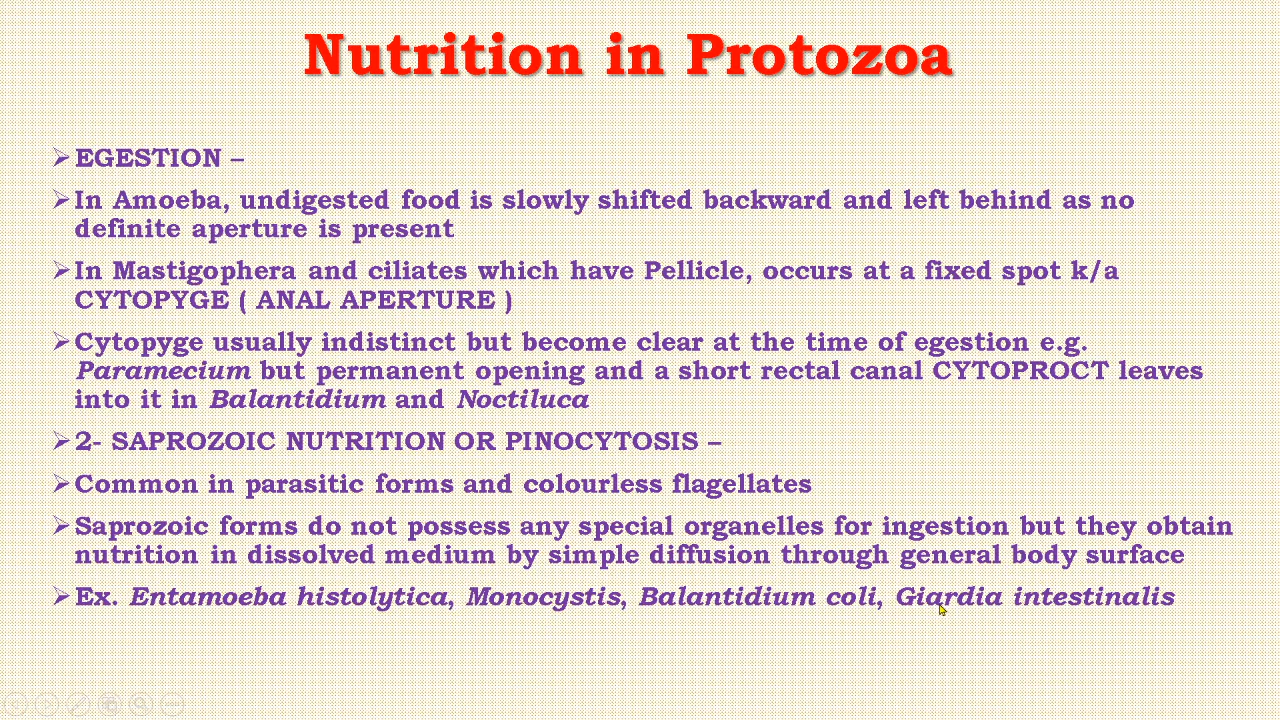 Nutrition in Protozoa
EGESTION –
In Amoeba, undigested food is slowly shifted backward and left behind as no
definite aperture is present
In Mastigophera and ciliates which have Pellicle, occurs at a fixed spot k/a
CYTOPYGE ( ANAL APERTURE )
Cytopyge usually indistinct but become clear at the time of egestion e.g.
Paramecium but permanent opening and a short rectal canal CYTOPROCT leaves
into it in Balantidium and Noctiluca
2- SAPROZOIC NUTRITION OR PINOCYTOSIS –
Common in parasitic forms and colourless flagellates
Saprozoic forms do not possess any special organelles for ingestion but they obtain
nutrition in dissolved medium by simple diffusion through general body surface
Ex. Entamoeba histolytica, Monocystis, Balantidium coli, Giardia intestinalis